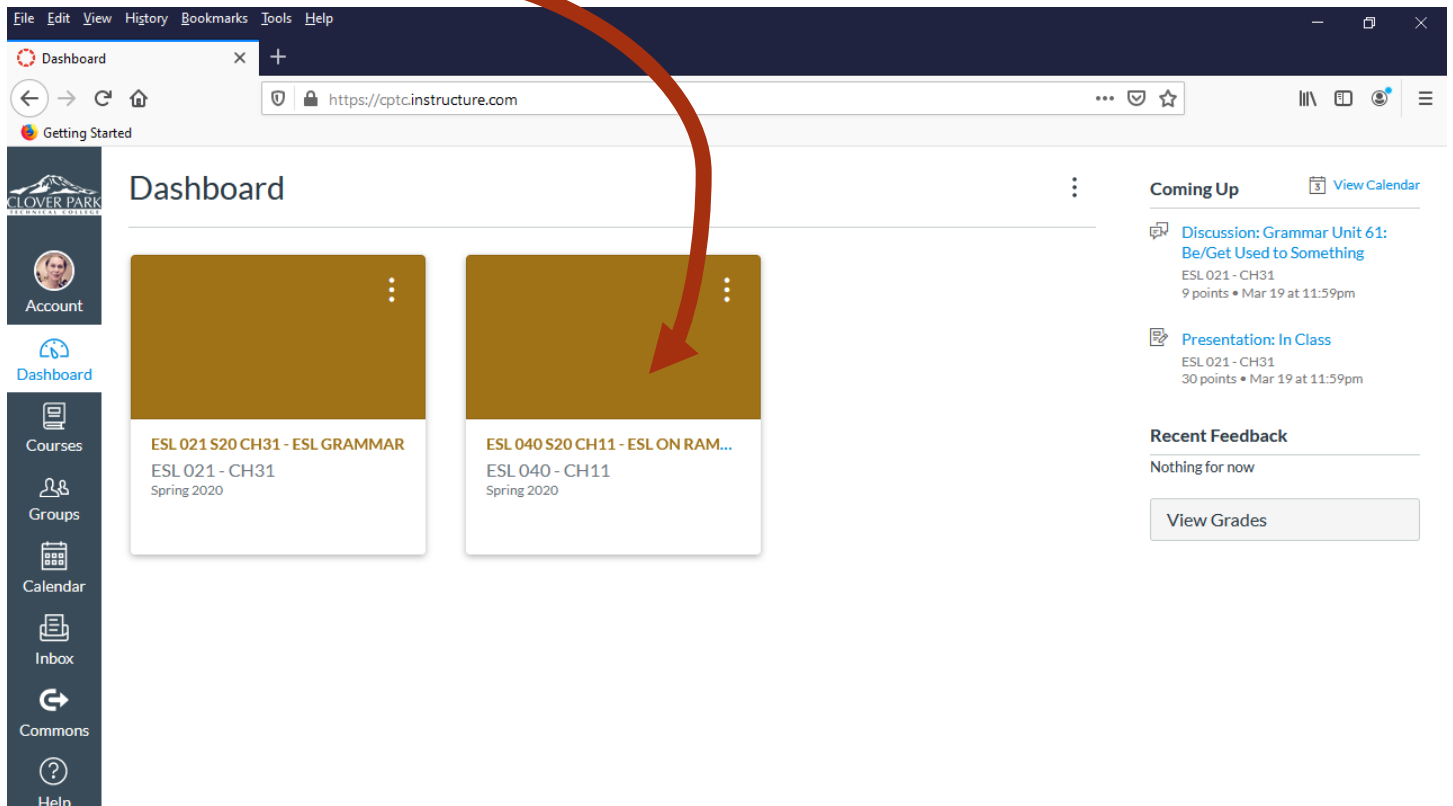 File Edit View History Bookmarks Tools Help
Dashboard
https://cptc.instructure.com
Getting Started
CLOVER PARK
TECHNICAL COLLEGE
Account
Dashboard
Courses
Groups
Calendar
Inbox
Commons
Help
Dashboard
ESL 021 S20 CH31 - ESL GRAMMAR
ESL 021 - CH31
Spring 2020
ESL 040 S20 CH11 - ESL ON RAM...
ESL 040 - CH11
Spring 2020
Coming Up
3 View Calendar
Discussion: Grammar Unit 61:
Be/Get Used to Something
ESL 021 - CH31
9 points • Mar 19 at 11:59pm
Presentation: In Class
ESL 021 - CH31
30 points • Mar 19 at 11:59pm
Recent Feedback
Nothing for now
View Grades